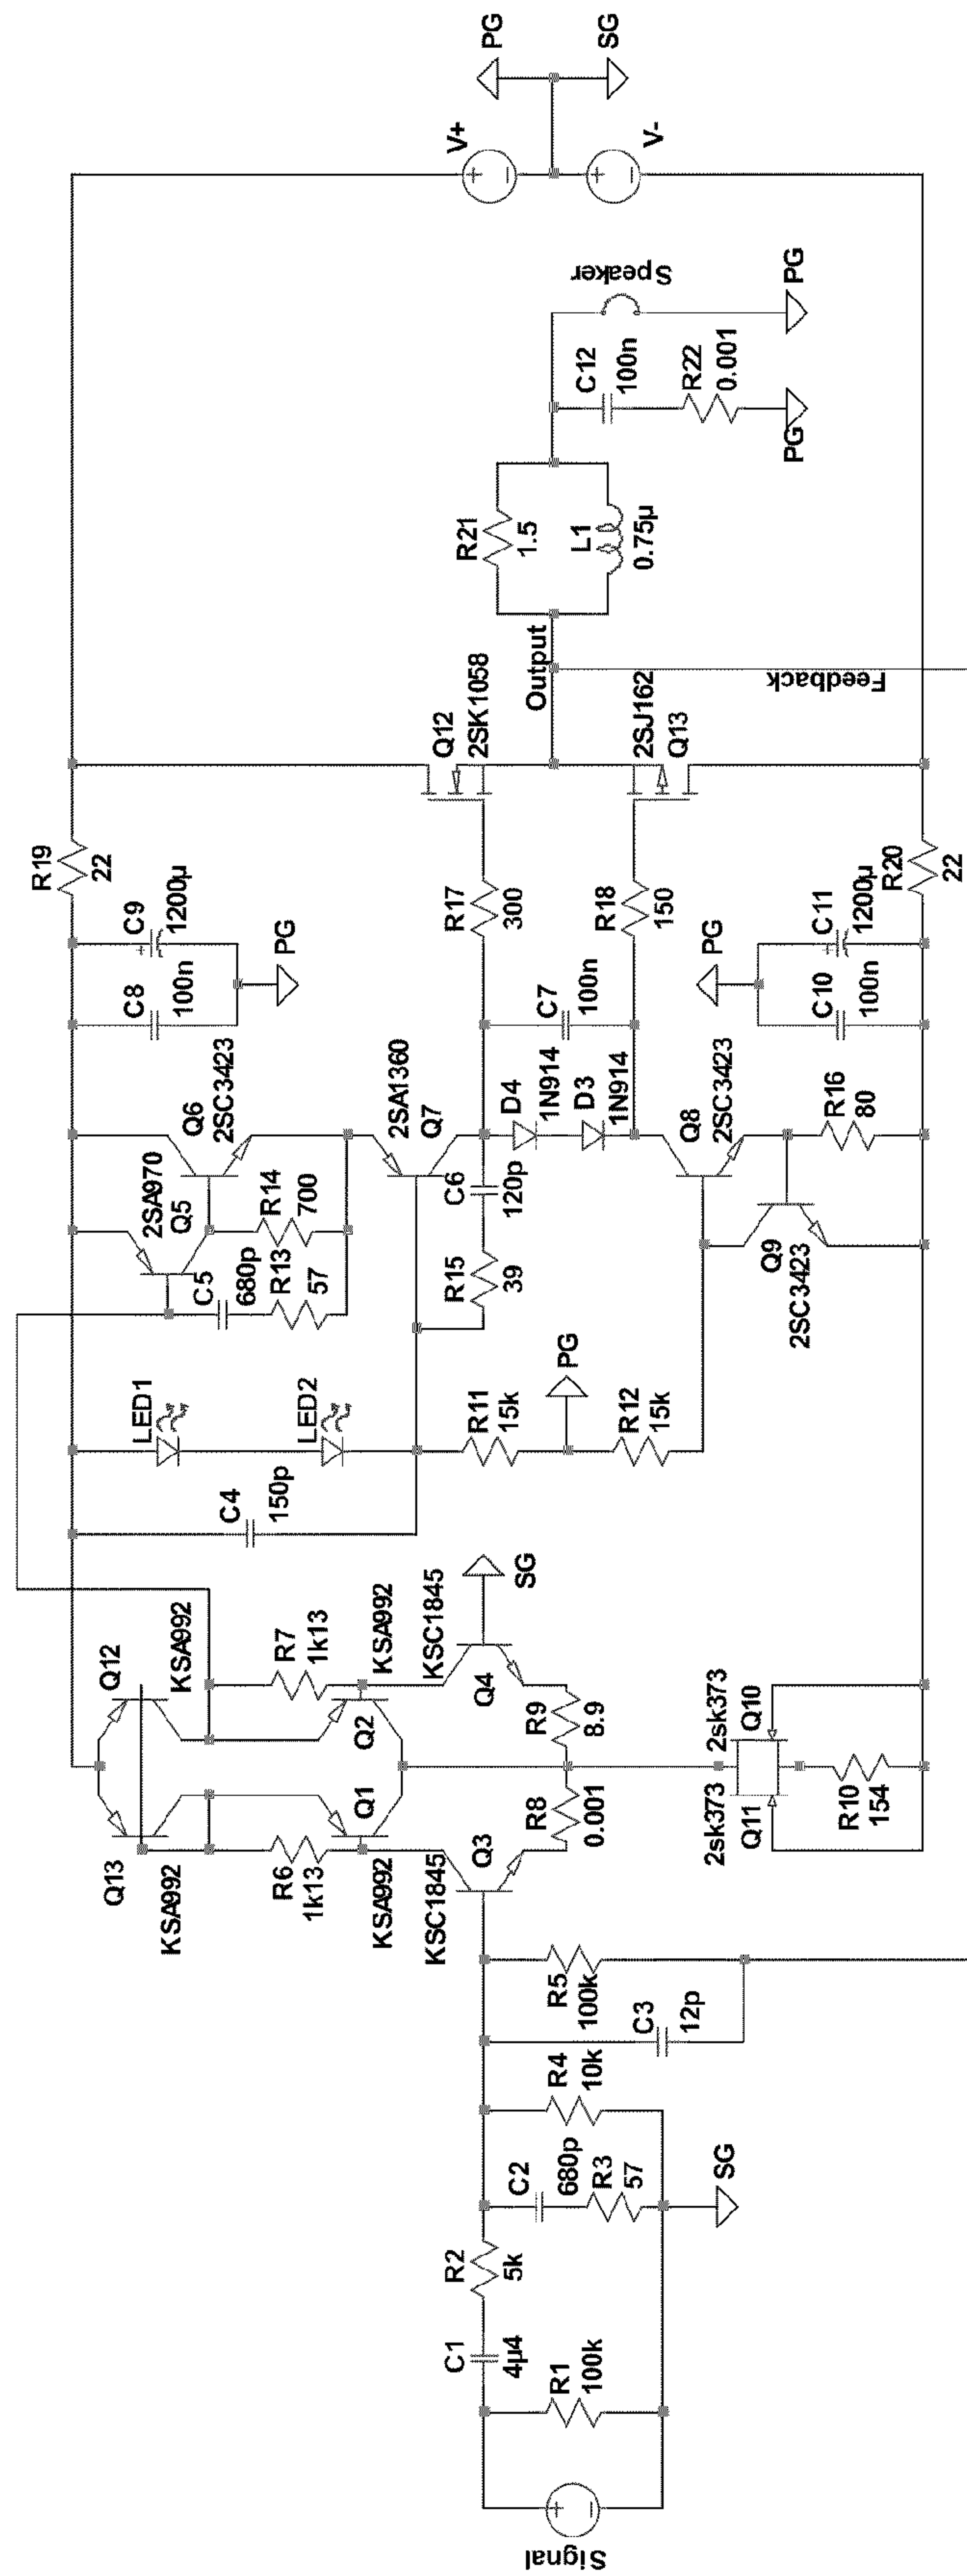 Signal
R1
100k
C1
4µ4
R2
5k
C2
680p
R3
57
SG
R4
10k
C3
12p
R5
100k
Q3
KSC1845
R8
0.001
R9
8.9
Q4
KSC1845
SG
Q13
KSA992
R6
1k13
Q1
KSA992
Q12
KSA992
R7
1k13
Q2
KSA992
2sk373
Q11
2sk373
Q10
R10
154
C4
150p
LED1
LED2
R11
15k
PG
R12
15k
2SA970
Q5
C5
680p
R13
57
R14
700
Q6
2SC3423
2SA1360
Q7
R15
39
C6
120p
D4
1N914
D3
1N914
Q8
2SC3423
Q9
2SC3423
R16
80
C7
100n
C8
100n
C9
1200µ
PG
C10
100n
C11
1200µ
PG
R17
300
R18
150
R19
22
R20
22
Q12
2SK1058
2SJ162
Q13
Output
Feedback
R21
1.5
L1
0.75µ
C12
100n
R22
0.001
PG
Speaker
PG
V+
V-
PG
SG